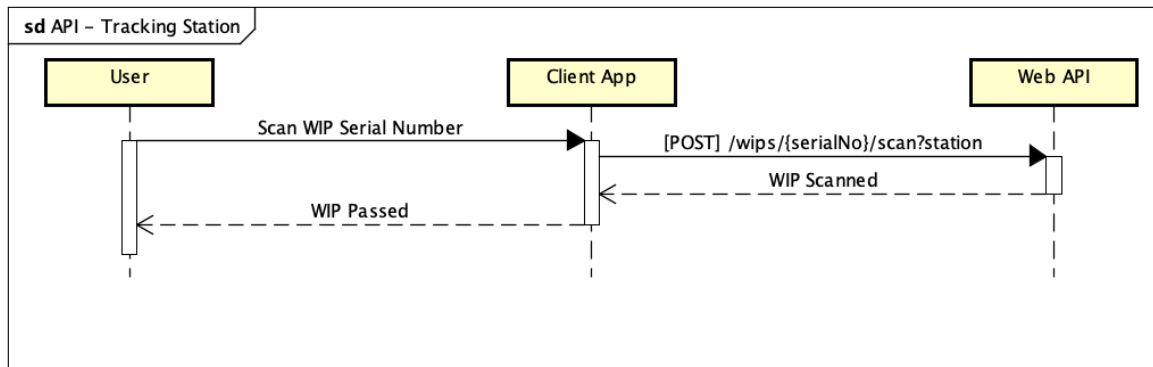 sd API – Tracking Station
User
Client App
Web API
Scan WIP Serial Number
[POST] /wips/{serialNo}/scan?station
WIP Scanned
WIP Passed